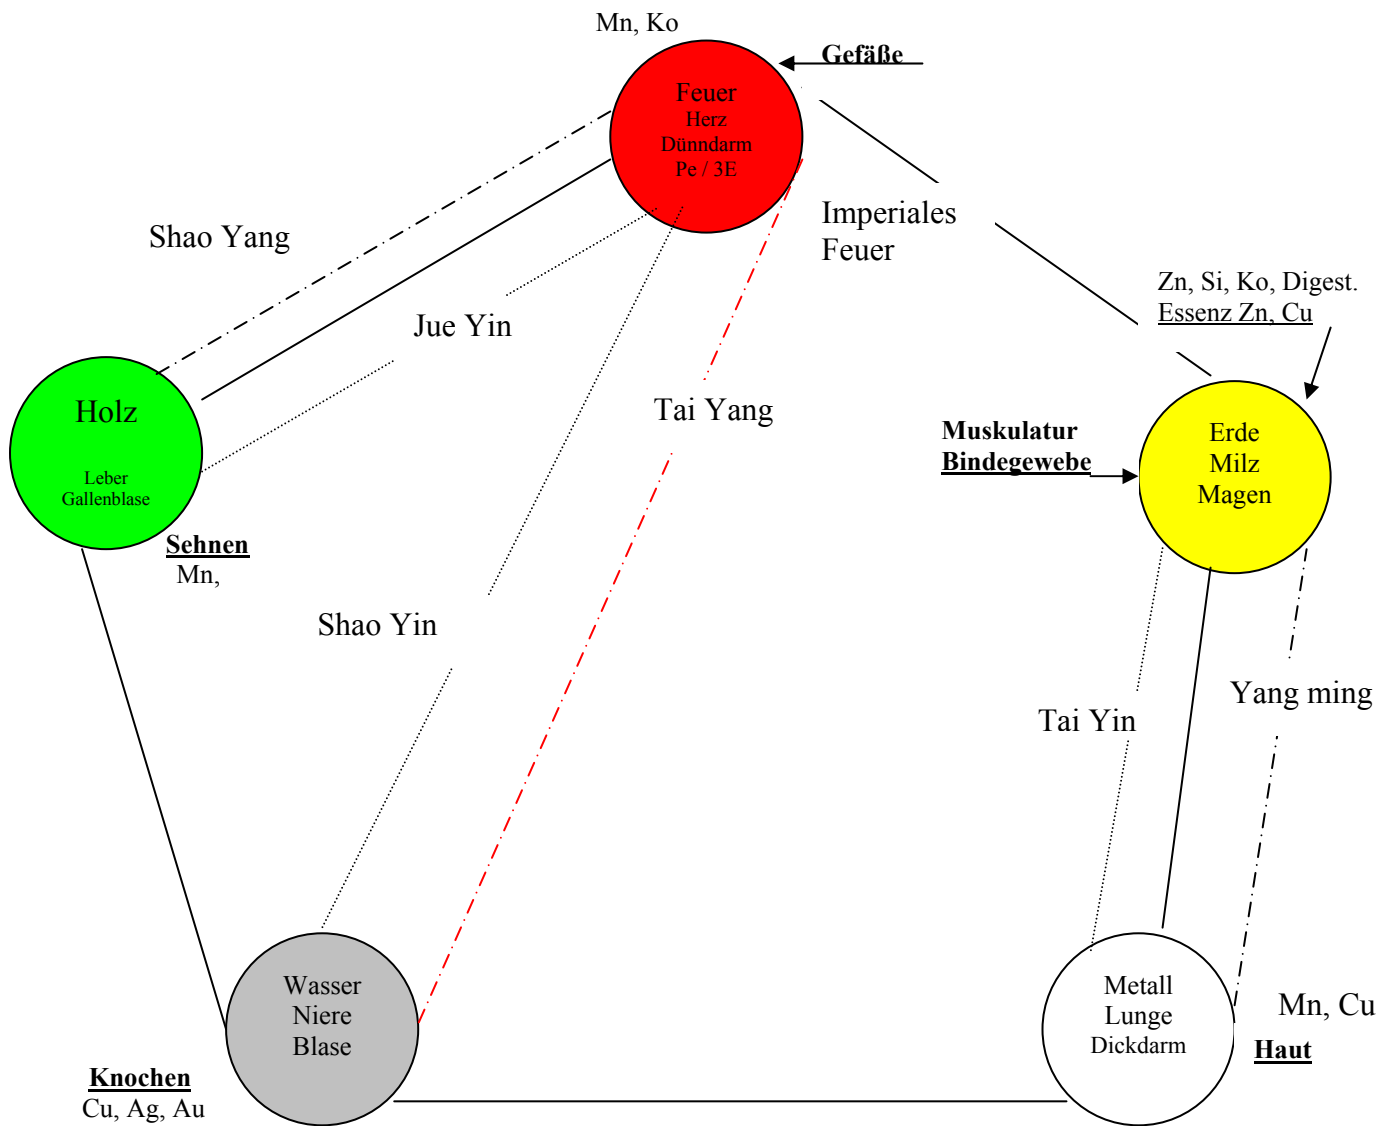 Mn, Ko
Gefäße
Feuer
Herz
Dünndarm
Pe / 3E
Imperiales
Feuer
Shao Yang
Zn, Si, Ko, Digest.
Essenz Zn, Cu
Jue Yin
Holz
Leber
Gallenblase
Tai Yang
Muskulatur
Bindegewebe
Erde
Milz
Magen
Sehnen
Mn,
Shao Yin
Yang ming
Tai Yin
Wasser
Niere
Blase
Metall
Lunge
Dickdarm
Mn, Cu
Haut
Knochen
Cu, Ag, Au